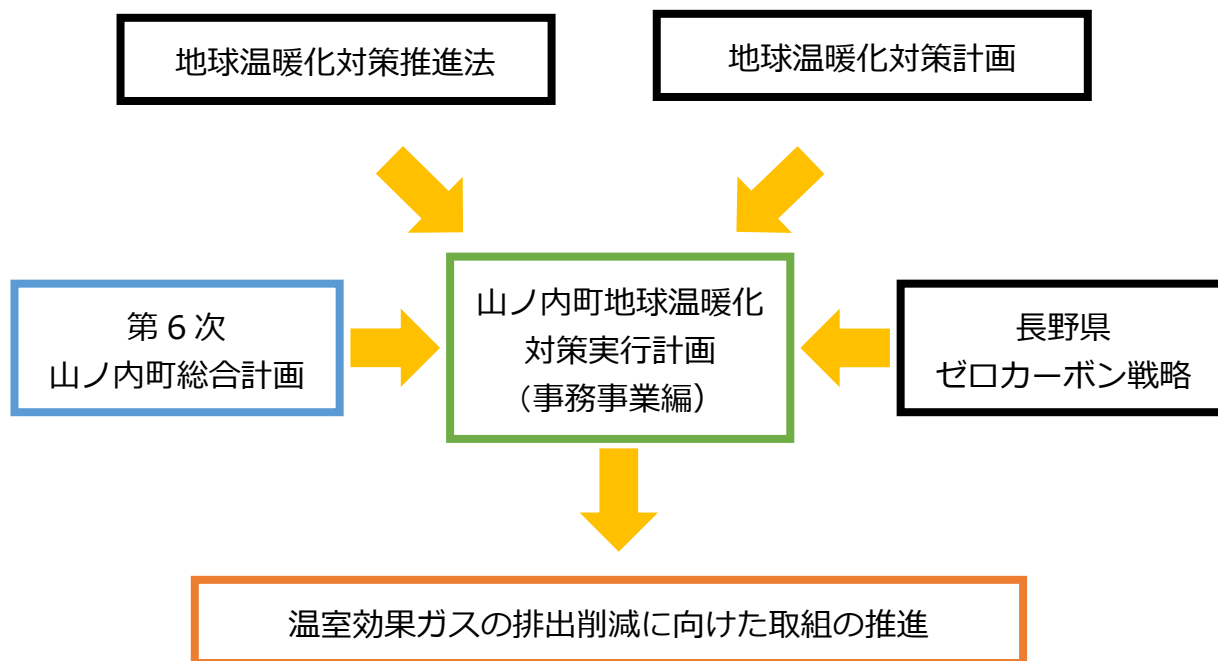 地球温暖化対策推進法
地球温暖化対策計画
第６次
山ノ内町総合計画
山ノ内町地球温暖化
対策実行計画
（事務事業編）
長野県
ゼロカーボン戦略
温室効果ガスの排出削減に向けた取組の推進